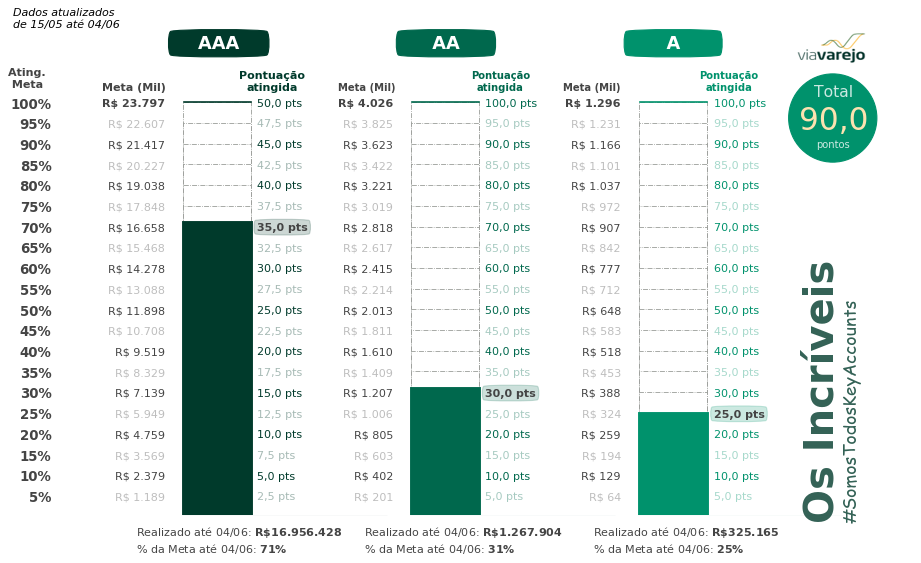 Dados atualizados
de 15/05 até 04/06
AAA
AA
A
viavarejo
Total
90,0
pontos
Ating.
Meta
Meta (Mil)
Pontuação
atingida
Meta (Mil)
Pontuação
atingida
Meta (Mil)
Pontuação
atingida
100% R$ 23.797 50,0 pts R$ 4.026 100,0 pts R$ 1.296 100,0 pts
95% R$ 22.607 47,5 pts R$ 3.825 95,0 pts R$ 1.231 95,0 pts
90% R$ 21.417 45,0 pts R$ 3.623 90,0 pts R$ 1.166 90,0 pts
85% R$ 20.227 42,5 pts R$ 3.422 85,0 pts R$ 1.101 85,0 pts
80% R$ 19.038 40,0 pts R$ 3.221 80,0 pts R$ 1.037 80,0 pts
75% R$ 17.848 37,5 pts R$ 3.019 75,0 pts R$ 972 75,0 pts
70% R$ 16.658 35,0 pts R$ 2.818 70,0 pts R$ 907 70,0 pts
65% R$ 15.468 32,5 pts R$ 2.617 65,0 pts R$ 842 65,0 pts
60% R$ 14.278 30,0 pts R$ 2.415 60,0 pts R$ 777 60,0 pts
55% R$ 13.088 27,5 pts R$ 2.214 55,0 pts R$ 712 55,0 pts
50% R$ 11.898 25,0 pts R$ 2.013 50,0 pts R$ 648 50,0 pts
45% R$ 10.708 22,5 pts R$ 1.811 45,0 pts R$ 583 45,0 pts
40% R$ 9.519 20,0 pts R$ 1.610 40,0 pts R$ 518 40,0 pts
35% R$ 8.329 17,5 pts R$ 1.409 35,0 pts R$ 453 35,0 pts
30% R$ 7.139 15,0 pts R$ 1.207 30,0 pts R$ 388 30,0 pts
25% R$ 5.949 12,5 pts R$ 1.006 25,0 pts R$ 324 25,0 pts
20% R$ 4.759 10,0 pts R$ 805 20,0 pts R$ 259 20,0 pts
15% R$ 3.569 7,5 pts R$ 603 15,0 pts R$ 194 15,0 pts
10% R$ 2.379 5,0 pts R$ 402 10,0 pts R$ 129 10,0 pts
5% R$ 1.189 2,5 pts R$ 201 5,0 pts R$ 64 5,0 pts
Realizado até 04/06: R$16.956.428
% da Meta até 04/06: 71%
Realizado até 04/06: R$1.267.904
% da Meta até 04/06: 31%
Realizado até 04/06: R$325.165
% da Meta até 04/06: 25%
Os Incríveis
#SomosTodosKeyAccounts